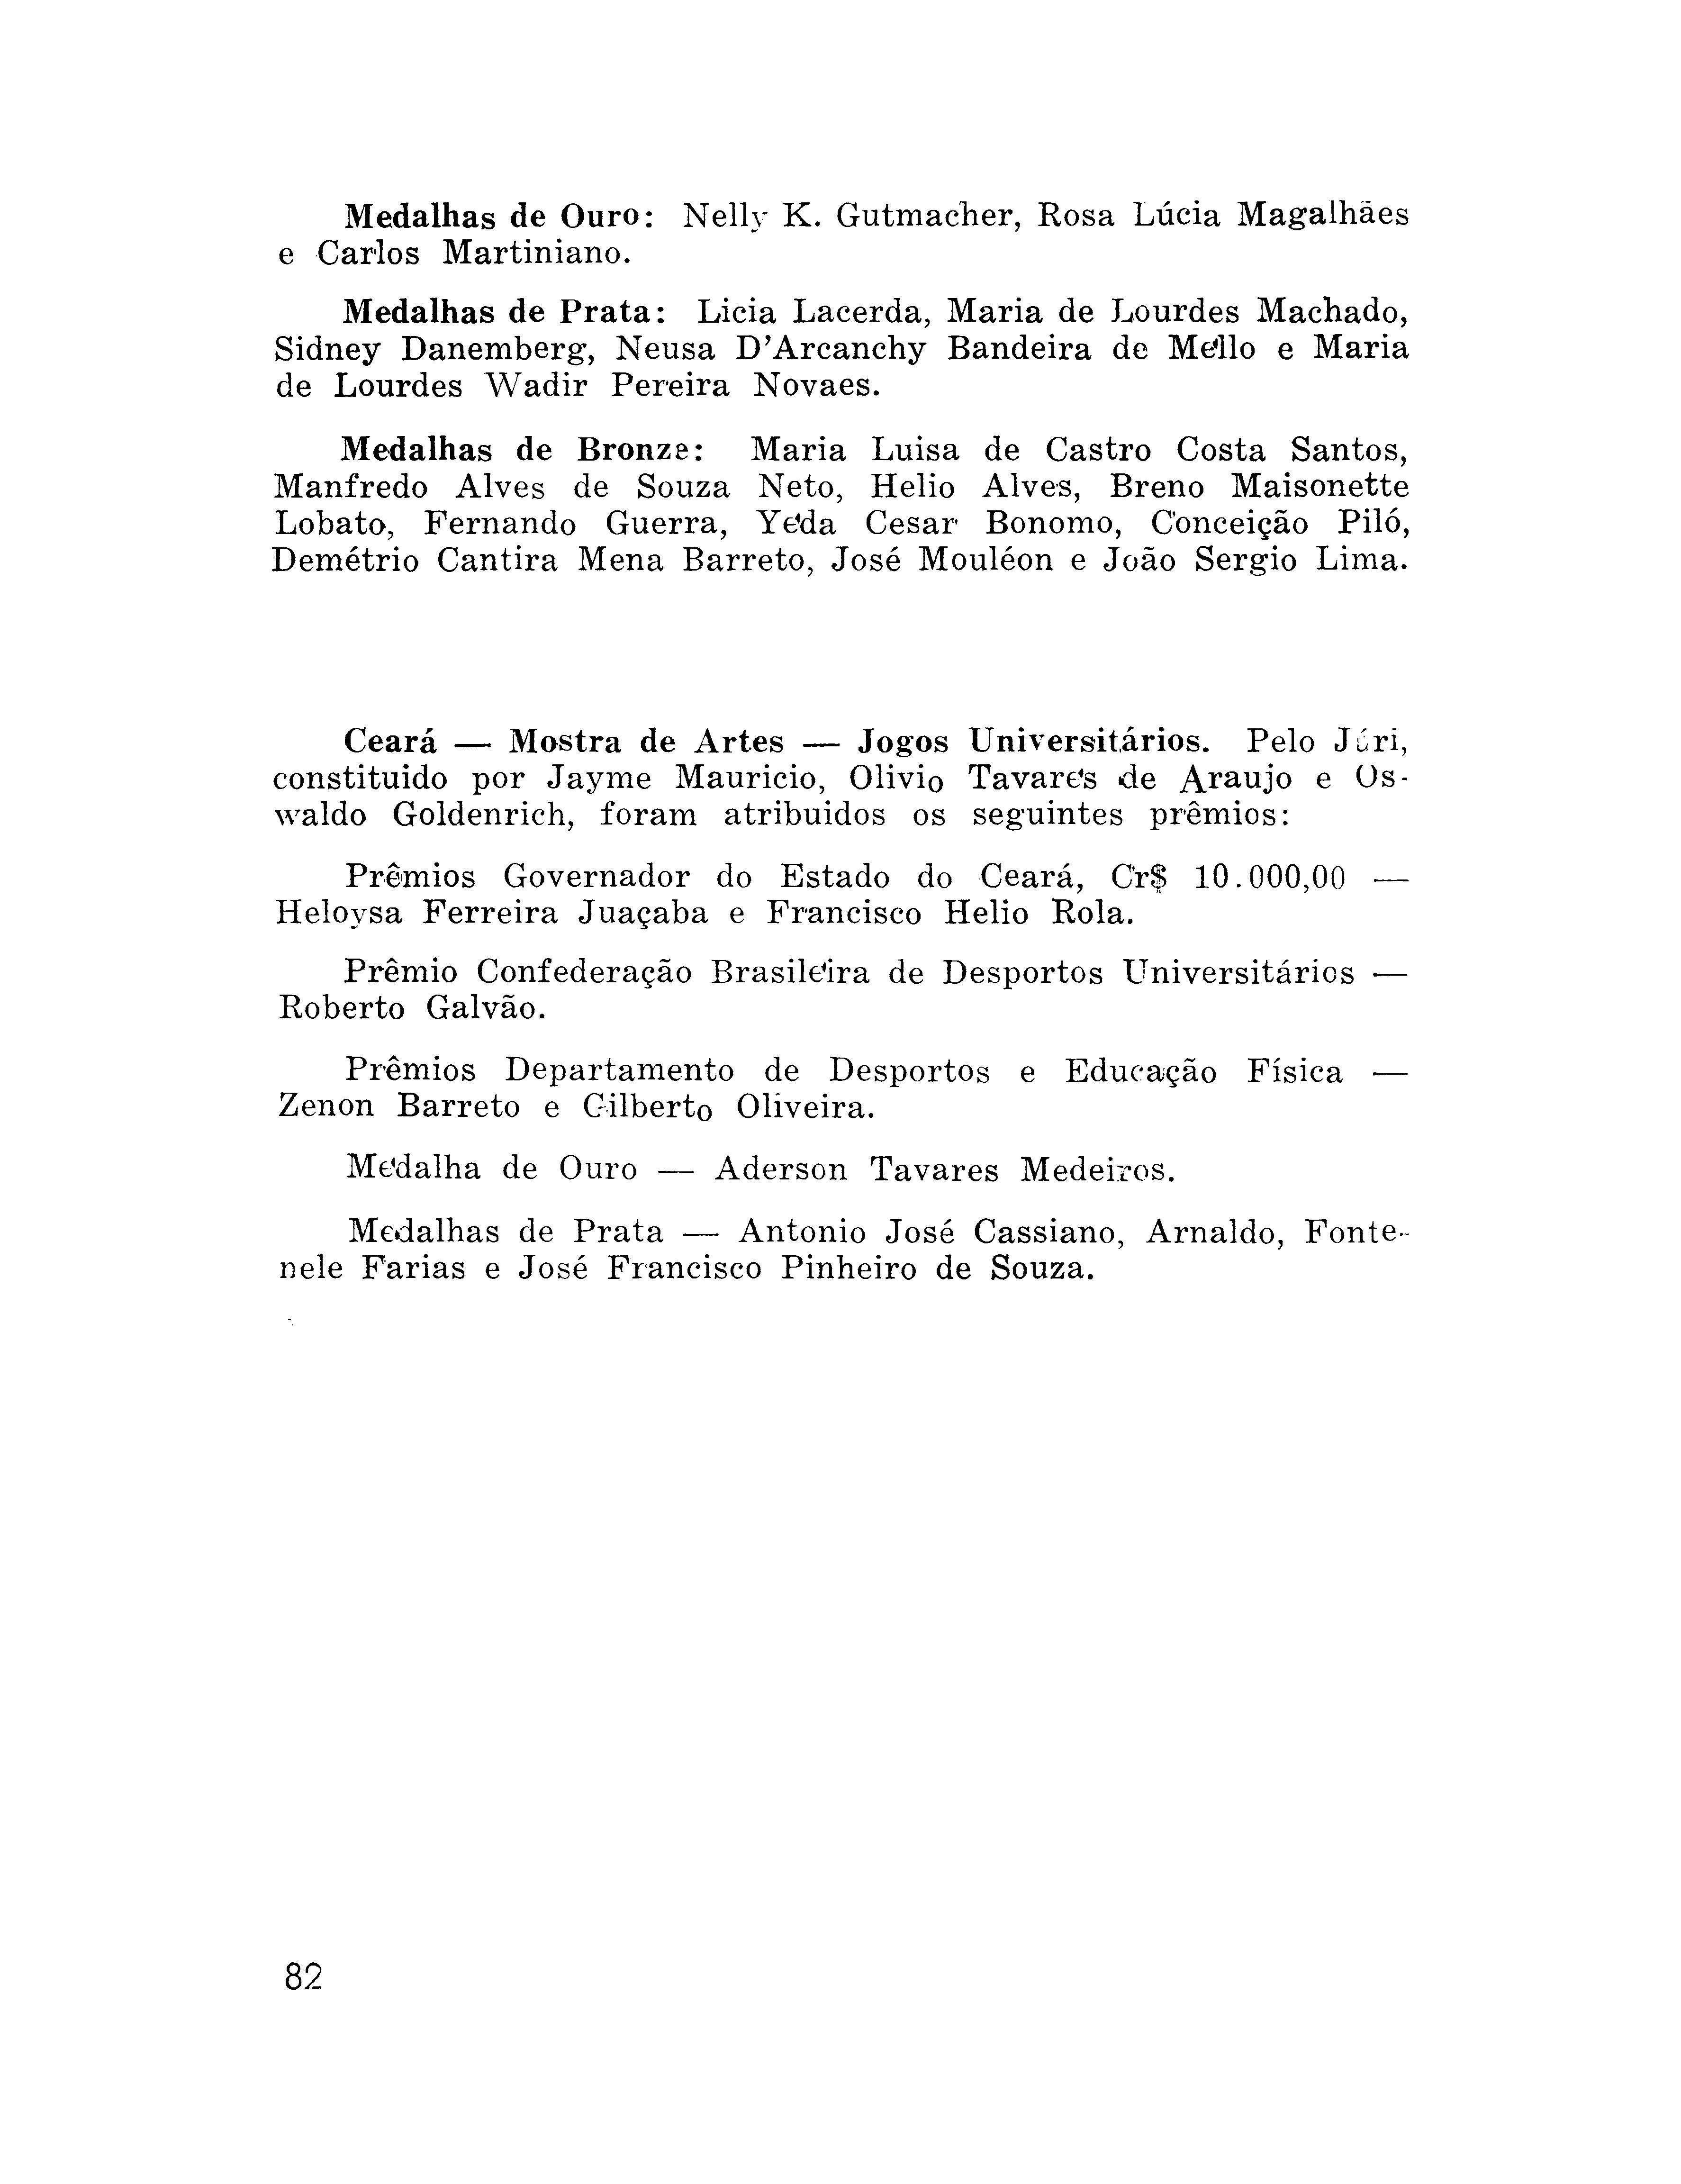 Medalhas de Ouro: Nelly K. Gutmacher, Rosa Lúcia Magalhães
e Carlos Martiniano.
Medalhas de Prata: Licia Lacerda, Maria de Lourdes Machado,
Sidney Danemberg, Neusa D'Arcanchy Bandeira de Mello e Maria
de Lourdes Wadir Pereira Novaes.
Medalhas de Bronze: Maria Luisa de Castro Costa Santos,
Manfredo Alves de Souza Neto, Helio Alves, Breno Maisonette
Lobato, Fernando Guerra, Yeda Cesar Bonomo, Conceição Piló,
Demétrio Cantira Mena Barreto, José Mouléon e João Sergio Lima.
Ceará — Mostra de Artes — Jogos Universitários. Pelo Júri,
constituido por Jayme Mauricio, Olivio Tavares de Araujo e Os-
waldo Goldenrich, foram atribuidos os seguintes prêmios:
Prêmios Governador do Estado do Ceará, Cr$ 10.000,00 —
Heloysa Ferreira Juaçaba e Francisco Helio Rola.
Prêmio Confederação Brasileira de Desportos Universitários —
Roberto Galvão.
Prêmios Departamento de Desportos e Educação Física —
Zenon Barreto e Gilberto Oliveira.
Medalha de Ouro — Aderson Tavares Medeiros.
Medalhas de Prata — Antonio José Cassiano, Arnaldo, Fonte-
nele Farias e José Francisco Pinheiro de Souza.
82